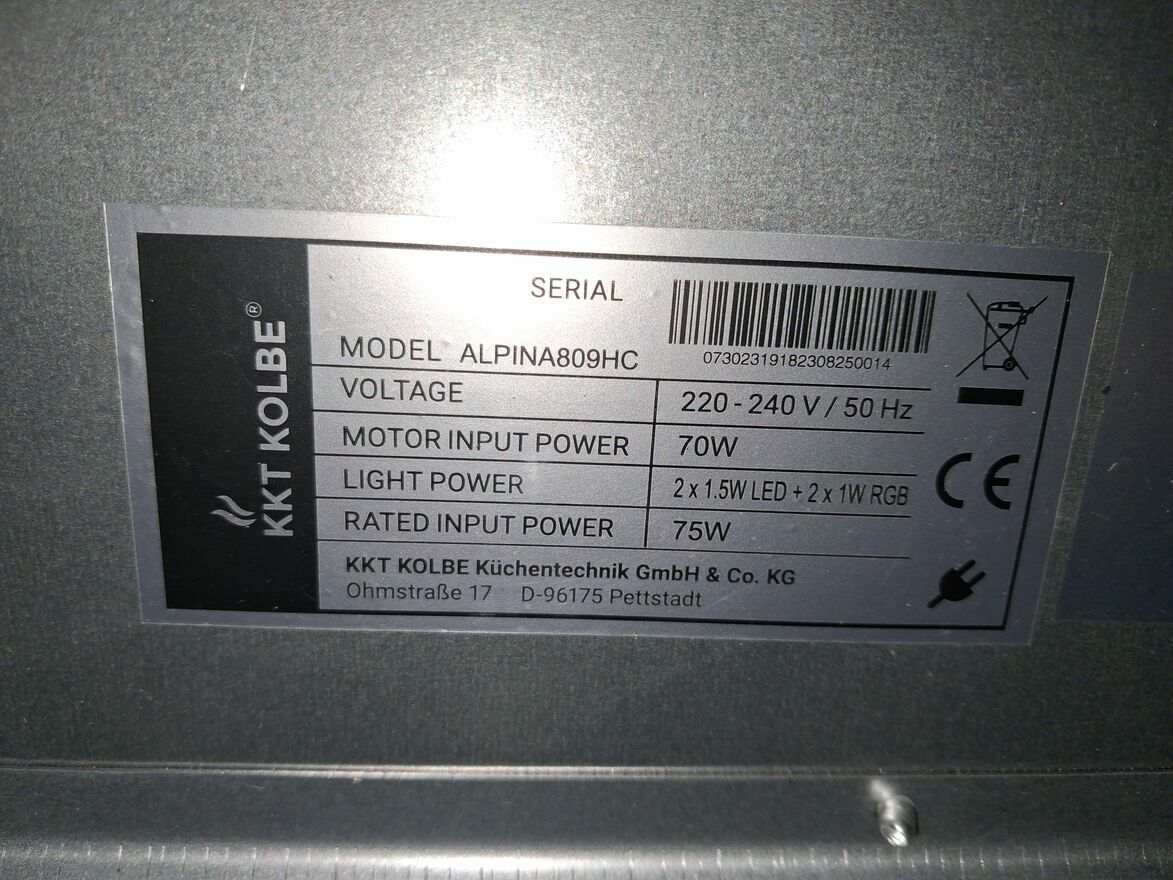 KKT KOLBE®
SERIAL
07302319182308250014
MODEL ALPINA809HC
VOLTAGE 220 - 240 V / 50 Hz
MOTOR INPUT POWER 70W
LIGHT POWER 2 x 1.5W LED + 2 x 1W RGB
RATED INPUT POWER 75W
KKT KOLBE Küchentechnik GmbH & Co. KG
Ohmstraße 17 D-96175 Pettstadt
CE